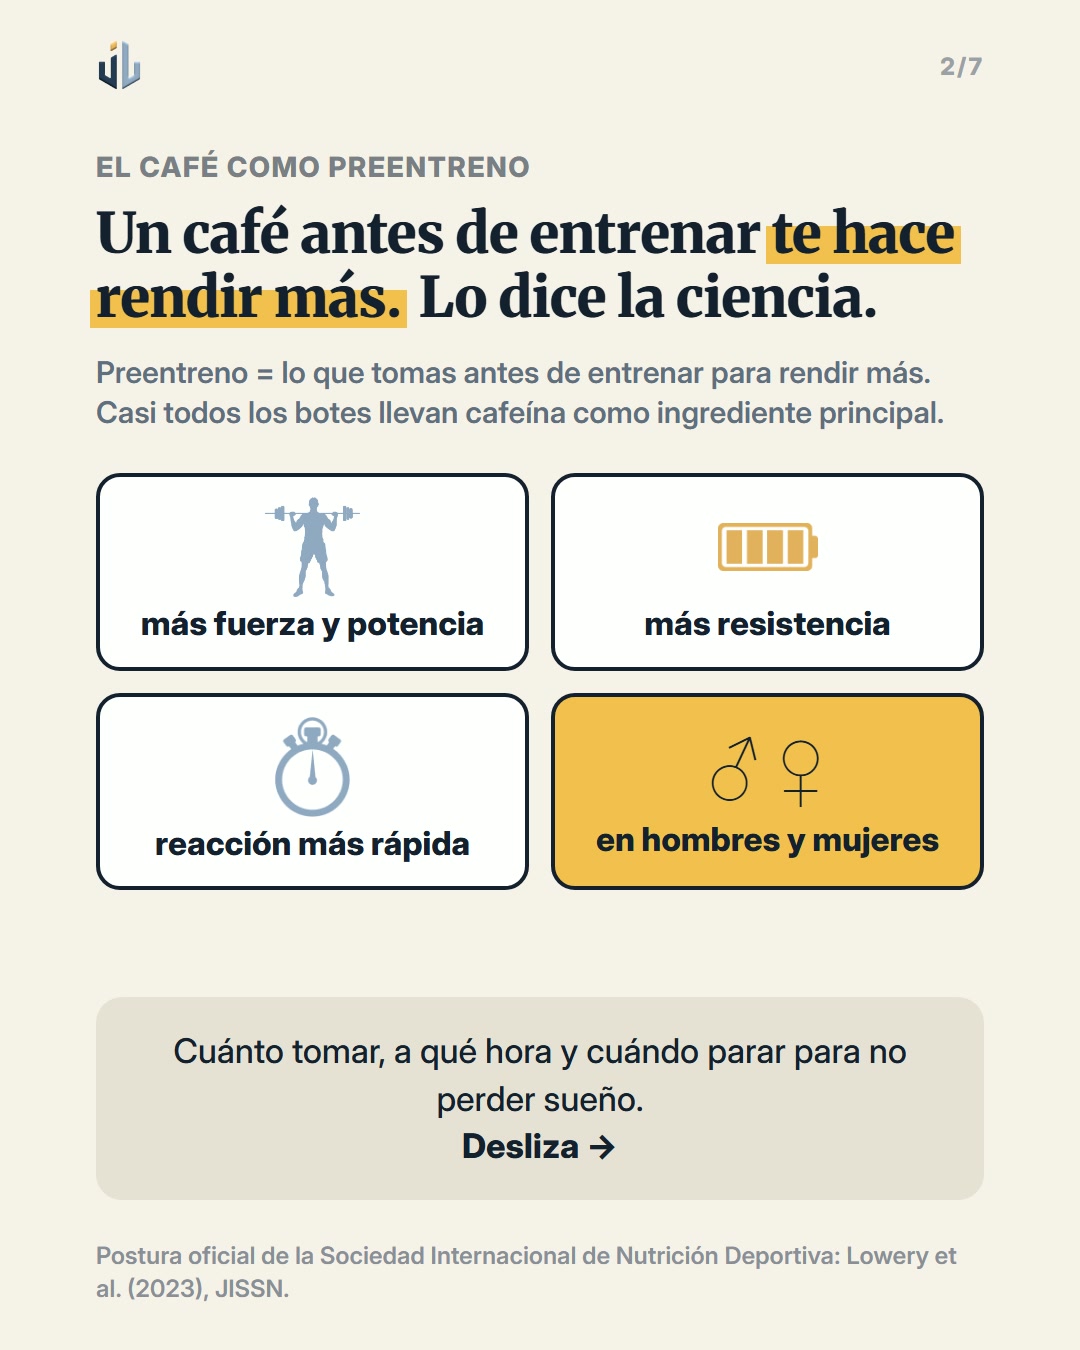 2/7
EL CAFÉ COMO PREENTRENO
Un café antes de entrenar te hace
rendir más. Lo dice la ciencia.
Preentreno = lo que tomas antes de entrenar para rendir más.
Casi todos los botes llevan cafeína como ingrediente principal.
más fuerza y potencia
más resistencia
reacción más rápida
en hombres y mujeres
Cuánto tomar, a qué hora y cuándo parar para no
perder sueño.
Desliza →
Postura oficial de la Sociedad Internacional de Nutrición Deportiva: Lowery et
al. (2023), JISSN.